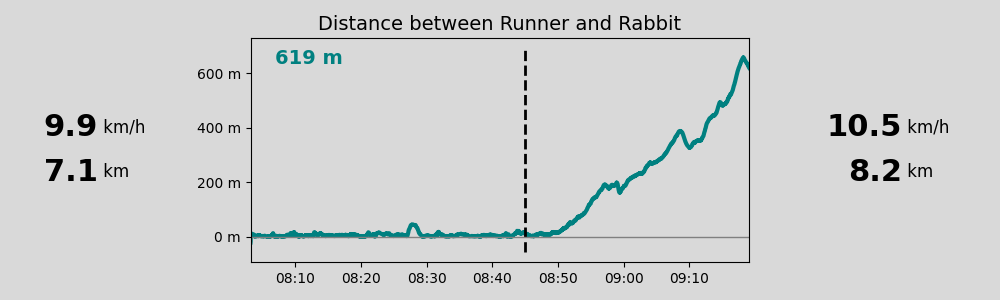 Distance between Runner and Rabbit
619 m
600 m
400 m
200 m
0 m
08:10 08:20 08:30 08:40 08:50 09:00 09:10
9.9 km/h
7.1 km
10.5 km/h
8.2 km